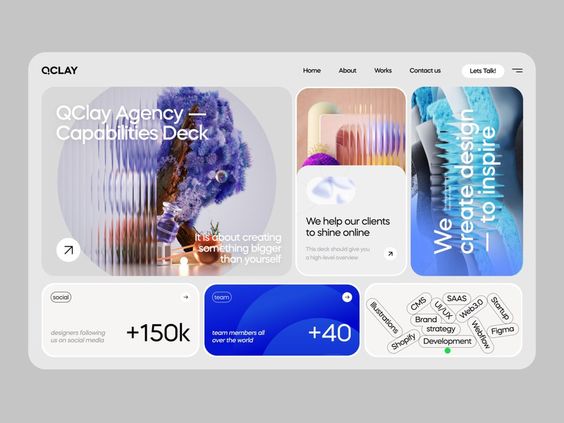 QCLAY
Home
About
Works
Contact us
Lets Talk!
QClay Agency —
Capabilities Deck
It is about creating
something bigger
than yourself
We help our clients
to shine online
This deck should give you
a high-level overview
We
create design
— to inspire
social
designers following
us on social media
+150k
team
team members all
over the world
+40
Illustrations
CMS
SAAS
UI/UX
Web3.0
Startup
Brand
strategy
Shopify
Development
Webflow
Figma